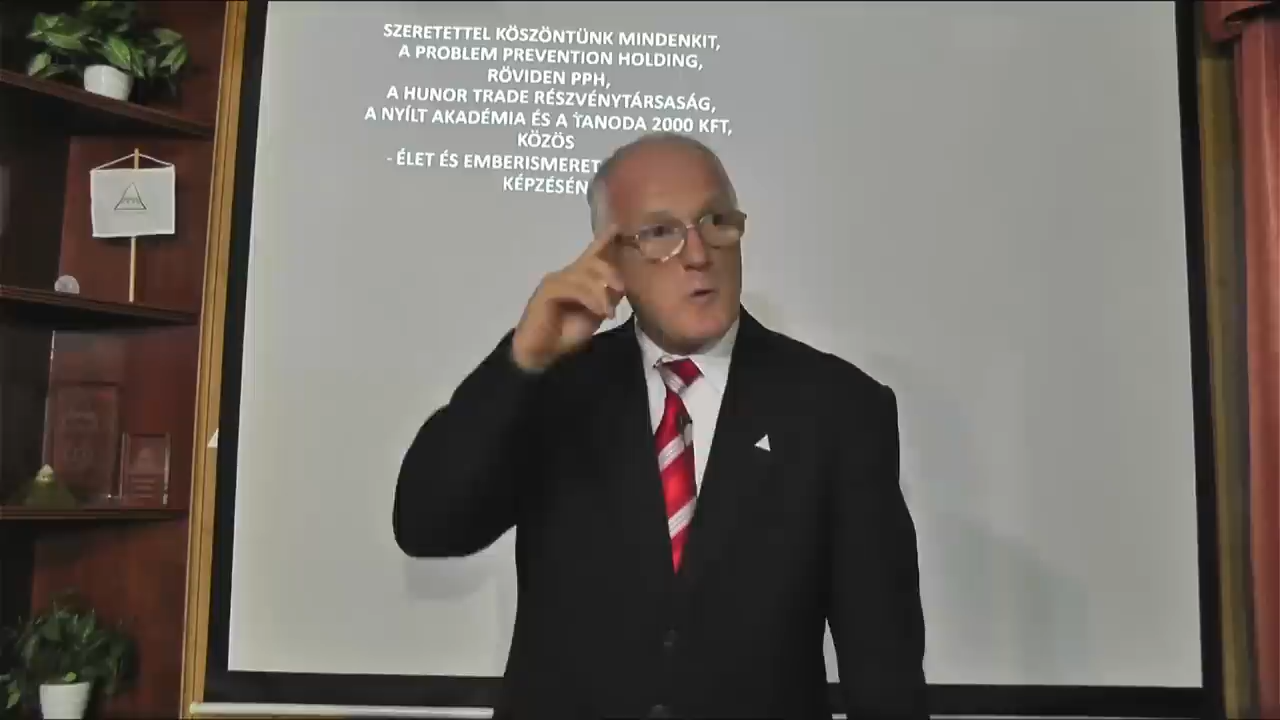 SZERETETTEL KÖSZÖNTÜNK MINDENKIT,
A PROBLEM PREVENTION HOLDING,
RÖVIDEN PPH,
A HUNOR TRADE RÉSZVÉNYTÁRSASÁG,
A NYÍLT AKADÉMIA ÉS A TANODA 2000 KFT,
KÖZÖS
- ÉLET ÉS EMBERISMERET
KÉPZÉSÉN